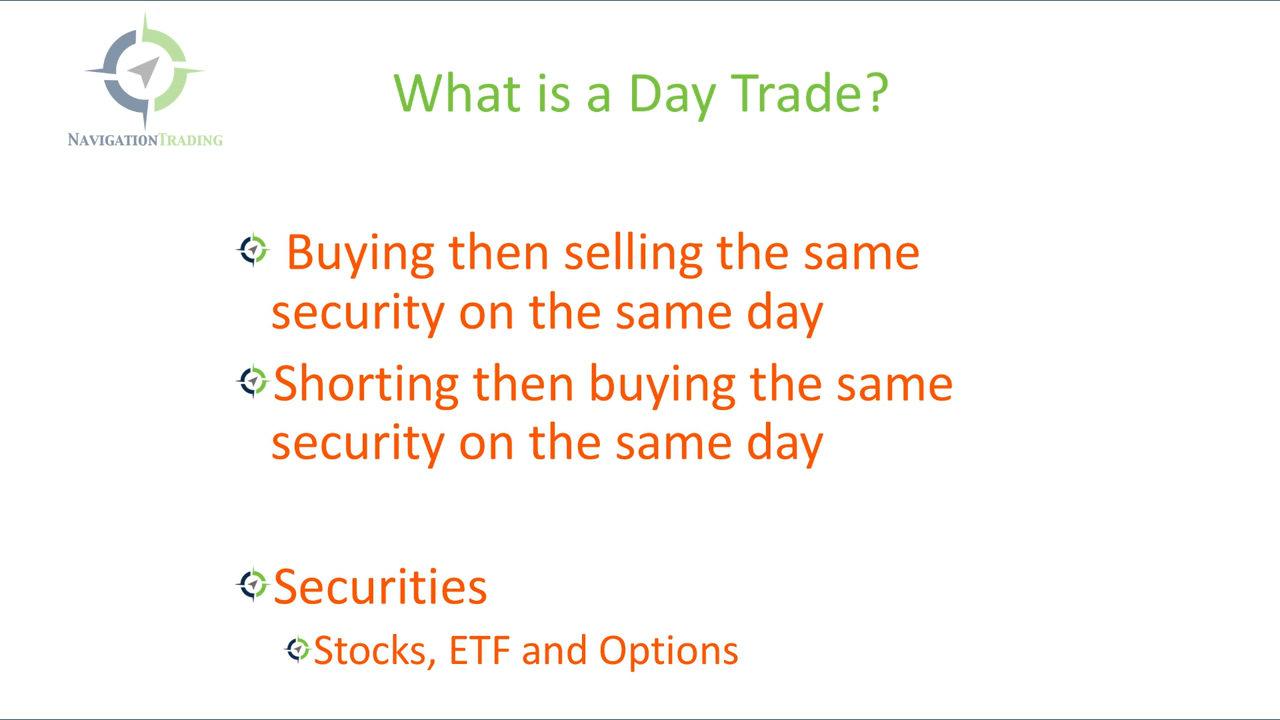 NAVIGATIONTRADING
What is a Day Trade?
Buying then selling the same
security on the same day
Shorting then buying the same
security on the same day
Securities
Stocks, ETF and Options